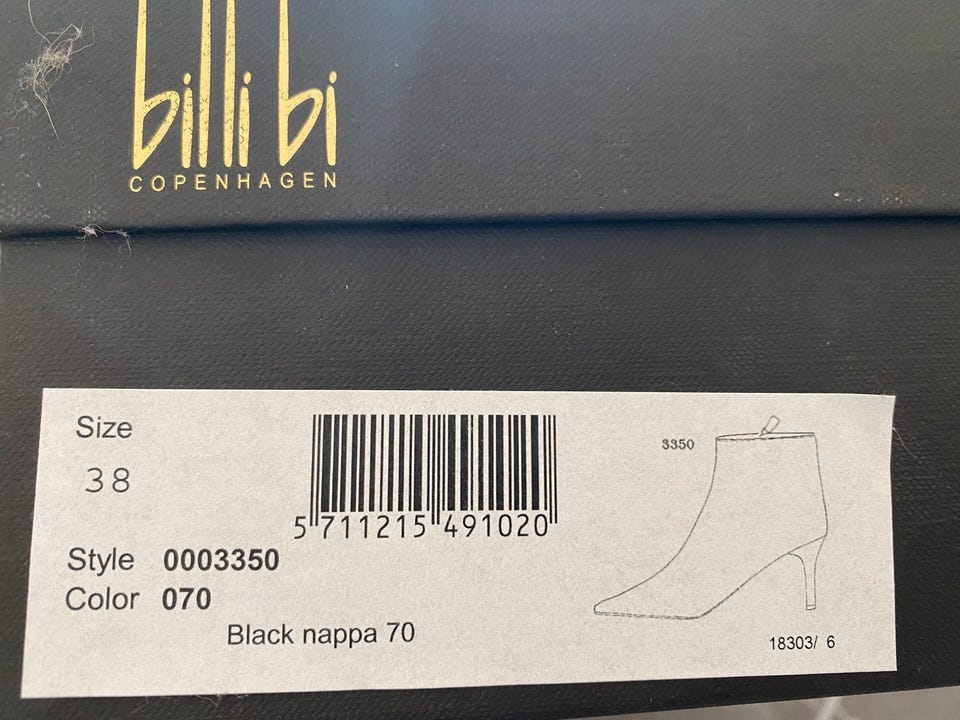 billi bi
COPENHAGEN
Size
38
3350
5 711215 491020
Style 0003350
Color 070
Black nappa 70
18303/ 6